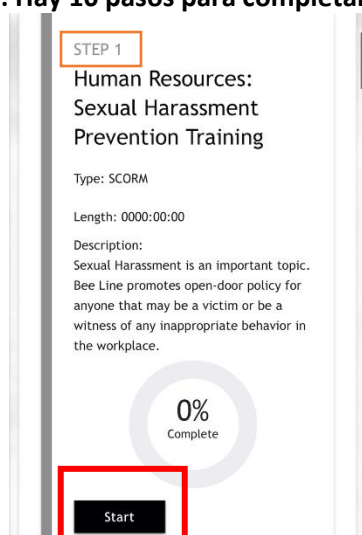 . Hay 10 pasos para completar
STEP 1
Human Resources:
Sexual Harassment
Prevention Training
Type: SCORM
Length: 0000:00:00
Description:
Sexual Harassment is an important topic.
Bee Line promotes open-door policy for
anyone that may be a victim or be a
witness of any inappropriate behavior in
the workplace.
0%
Complete
Start